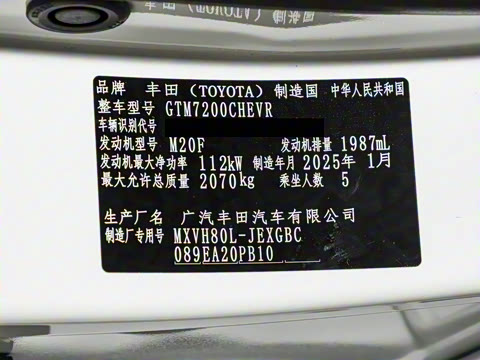 品牌 丰田（TOYOTA）制造国 中华人民共和国
整车型号 GTM7200CHEVR
车辆识别代号
发动机型号 M20F 发动机排量 1987mL
发动机最大净功率 112kW 制造年月 2025年 1月
最大允许总质量 2070kg 乘坐人数 5
生产厂名 广汽丰田汽车有限公司
制造厂专用号 MXVH80L-JEXGBC
089EA20PB10